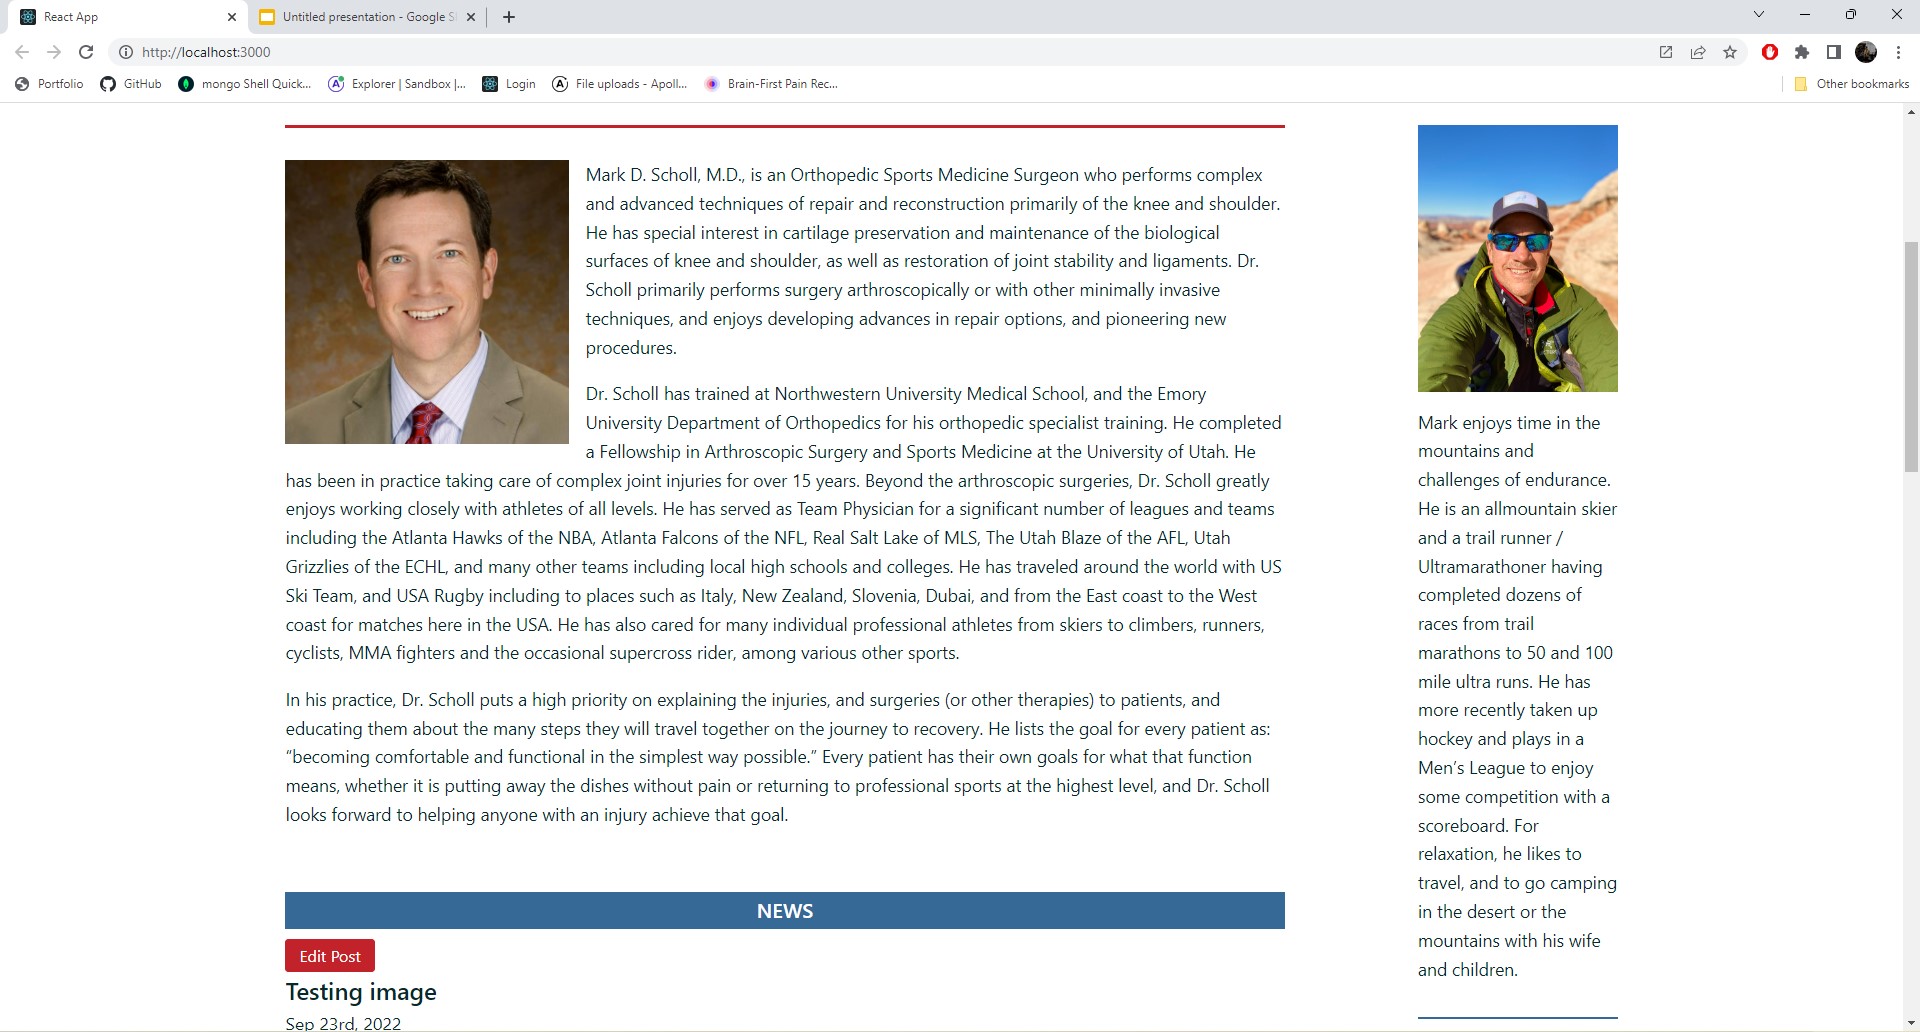 React App
Untitled presentation - Google S
http://localhost:3000
Portfolio
GitHub
mongo Shell Quick...
Explorer | Sandbox |...
Login
File uploads - Apoll...
Brain-First Pain Rec...
Other bookmarks
Mark D. Scholl, M.D., is an Orthopedic Sports Medicine Surgeon who performs complex
and advanced techniques of repair and reconstruction primarily of the knee and shoulder.
He has special interest in cartilage preservation and maintenance of the biological
surfaces of knee and shoulder, as well as restoration of joint stability and ligaments. Dr.
Scholl primarily performs surgery arthroscopically or with other minimally invasive
techniques, and enjoys developing advances in repair options, and pioneering new
procedures.
Dr. Scholl has trained at Northwestern University Medical School, and the Emory
University Department of Orthopedics for his orthopedic specialist training. He completed
a Fellowship in Arthroscopic Surgery and Sports Medicine at the University of Utah. He
has been in practice taking care of complex joint injuries for over 15 years. Beyond the arthroscopic surgeries, Dr. Scholl greatly
enjoys working closely with athletes of all levels. He has served as Team Physician for a significant number of leagues and teams
including the Atlanta Hawks of the NBA, Atlanta Falcons of the NFL, Real Salt Lake of MLS, The Utah Blaze of the AFL, Utah
Grizzlies of the ECHL, and many other teams including local high schools and colleges. He has traveled around the world with US
Ski Team, and USA Rugby including to places such as Italy, New Zealand, Slovenia, Dubai, and from the East coast to the West
coast for matches here in the USA. He has also cared for many individual professional athletes from skiers to climbers, runners,
cyclists, MMA fighters and the occasional supercross rider, among various other sports.
In his practice, Dr. Scholl puts a high priority on explaining the injuries, and surgeries (or other therapies) to patients, and
educating them about the many steps they will travel together on the journey to recovery. He lists the goal for every patient as:
“becoming comfortable and functional in the simplest way possible.” Every patient has their own goals for what that function
means, whether it is putting away the dishes without pain or returning to professional sports at the highest level, and Dr. Scholl
looks forward to helping anyone with an injury achieve that goal.
NEWS
Edit Post
Testing image
Sep 23rd, 2022
Mark enjoys time in the
mountains and
challenges of endurance.
He is an allmountain skier
and a trail runner /
Ultramarathoner having
completed dozens of
races from trail
marathons to 50 and 100
mile ultra runs. He has
more recently taken up
hockey and plays in a
Men’s League to enjoy
some competition with a
scoreboard. For
relaxation, he likes to
travel, and to go camping
in the desert or the
mountains with his wife
and children.